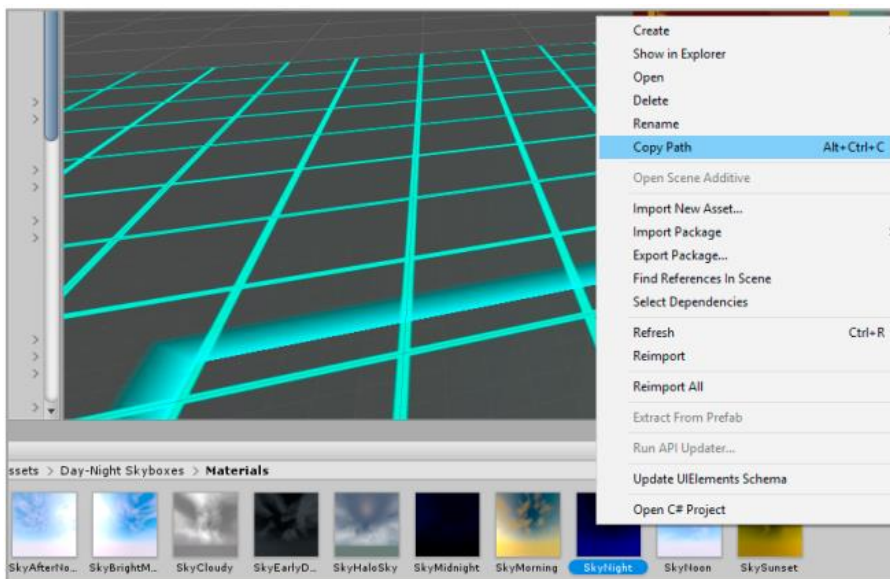 Create
Show in Explorer
Open
Delete
Rename
Copy Path Alt+Ctrl+C
Open Scene Additive
Import New Asset...
Import Package
Export Package...
Find References In Scene
Select Dependencies
Refresh Ctrl+R
Reimport
Reimport All
Extract From Prefab
Run API Updater...
Update UIElements Schema
Open C# Project
ssets > Day-Night Skyboxes > Materials
SkyAfterNo... SkyBrightM... SkyCloudy SkyEarlyD... SkyHaloSky SkyMidnight SkyMorning SkyNight SkyNoon SkySunset